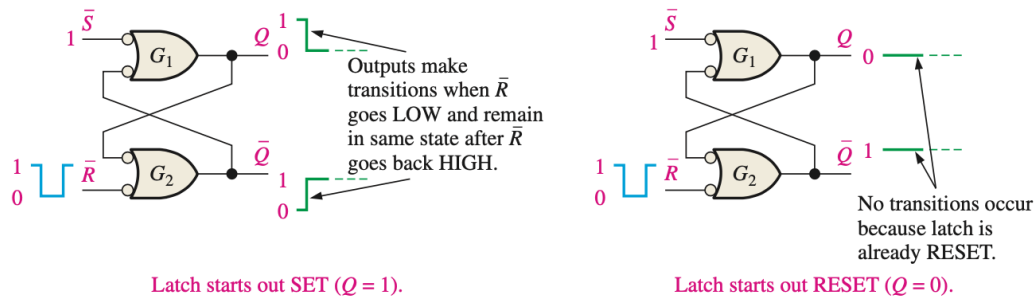 S̄
1
G₁
Q
1
0
Outputs make
transitions when R̄
goes LOW and remain
in same state after R̄
goes back HIGH.
1
0
R̄
G₂
Q̄
1
0
Latch starts out SET (Q = 1).
S̄
1
G₁
Q
0
1
0
R̄
G₂
Q̄
1
No transitions occur
because latch is
already RESET.
Latch starts out RESET (Q = 0).